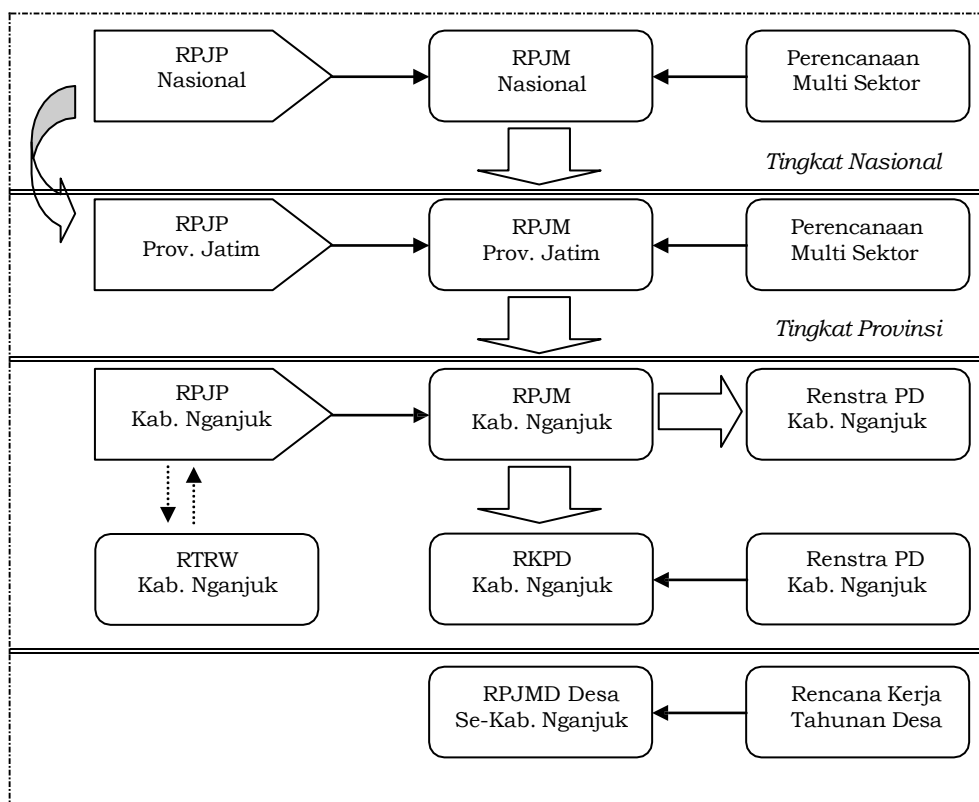 RPJP
Nasional
RPJM
Nasional
Perencanaan
Multi Sektor
Tingkat Nasional
RPJP
Prov. Jatim
RPJM
Prov. Jatim
Perencanaan
Multi Sektor
Tingkat Provinsi
RPJP
Kab. Nganjuk
RPJM
Kab. Nganjuk
Renstra PD
Kab. Nganjuk
RTRW
Kab. Nganjuk
RKPD
Kab. Nganjuk
Renstra PD
Kab. Nganjuk
RPJMD Desa
Se-Kab. Nganjuk
Rencana Kerja
Tahunan Desa